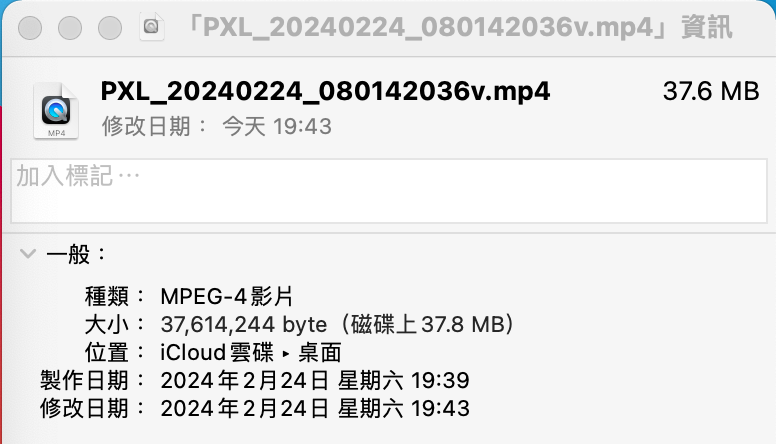 「PXL_20240224_080142036v.mp4」資訊
PXL_20240224_080142036v.mp4 37.6 MB
MP4
修改日期： 今天 19:43
加入標記⋯
一般：
種類： MPEG-4影片
大小： 37,614,244 byte（磁碟上37.8 MB）
位置： iCloud雲碟 ▸ 桌面
製作日期： 2024年2月24日 星期六 19:39
修改日期： 2024年2月24日 星期六 19:43